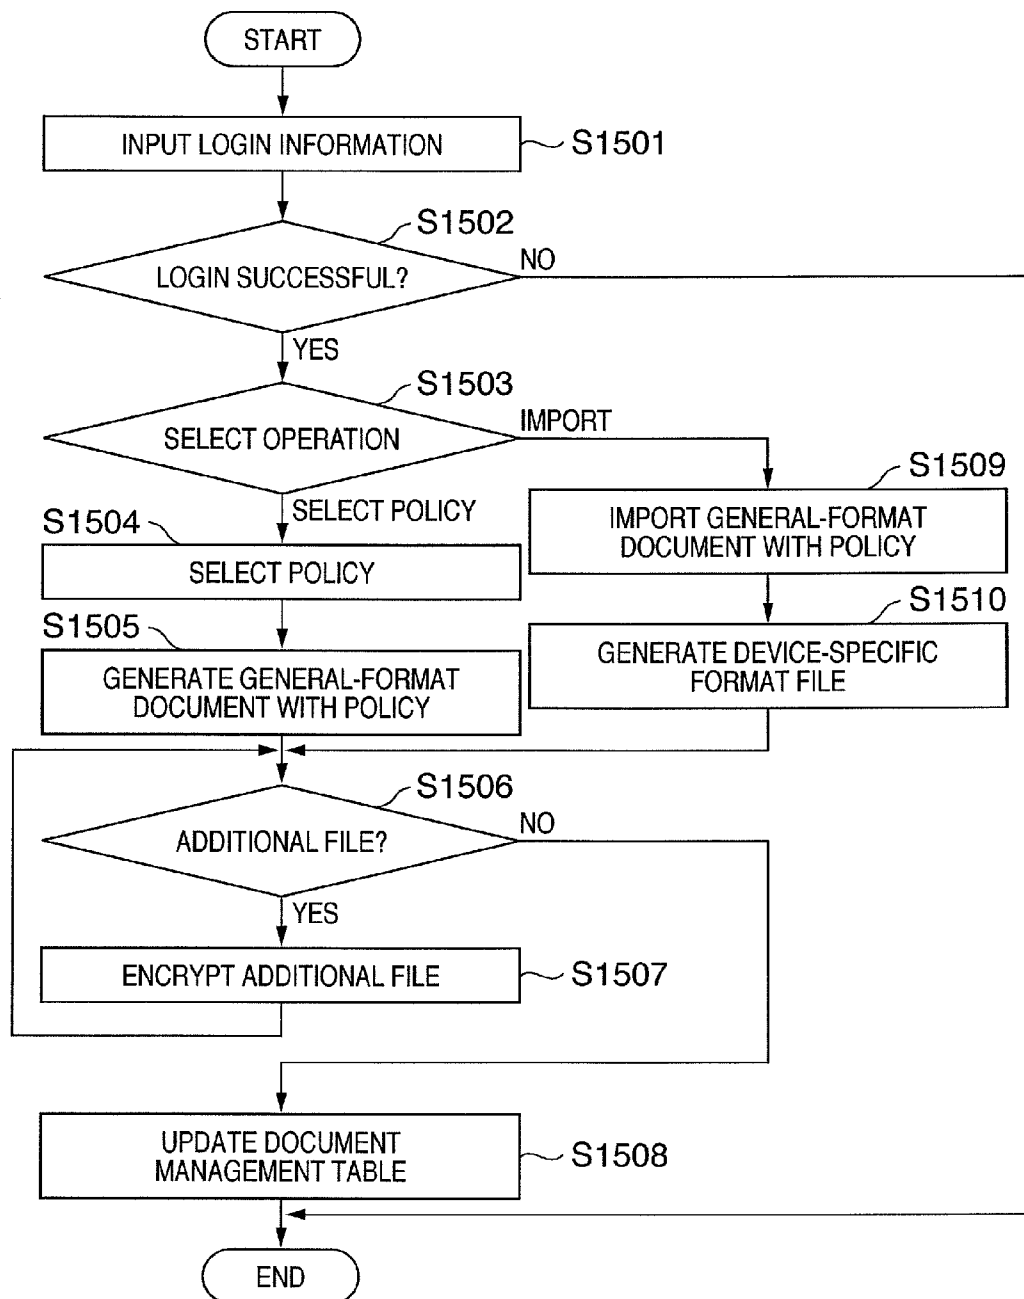 START
INPUT LOGIN INFORMATION
S1501
S1502
LOGIN SUCCESSFUL?
NO
YES
S1503
SELECT OPERATION
IMPORT
SELECT POLICY
S1509
IMPORT GENERAL-FORMAT
DOCUMENT WITH POLICY
S1504
SELECT POLICY
S1510
GENERATE DEVICE-SPECIFIC
FORMAT FILE
S1505
GENERATE GENERAL-FORMAT
DOCUMENT WITH POLICY
S1506
ADDITIONAL FILE?
NO
YES
ENCRYPT ADDITIONAL FILE
S1507
UPDATE DOCUMENT
MANAGEMENT TABLE
S1508
END